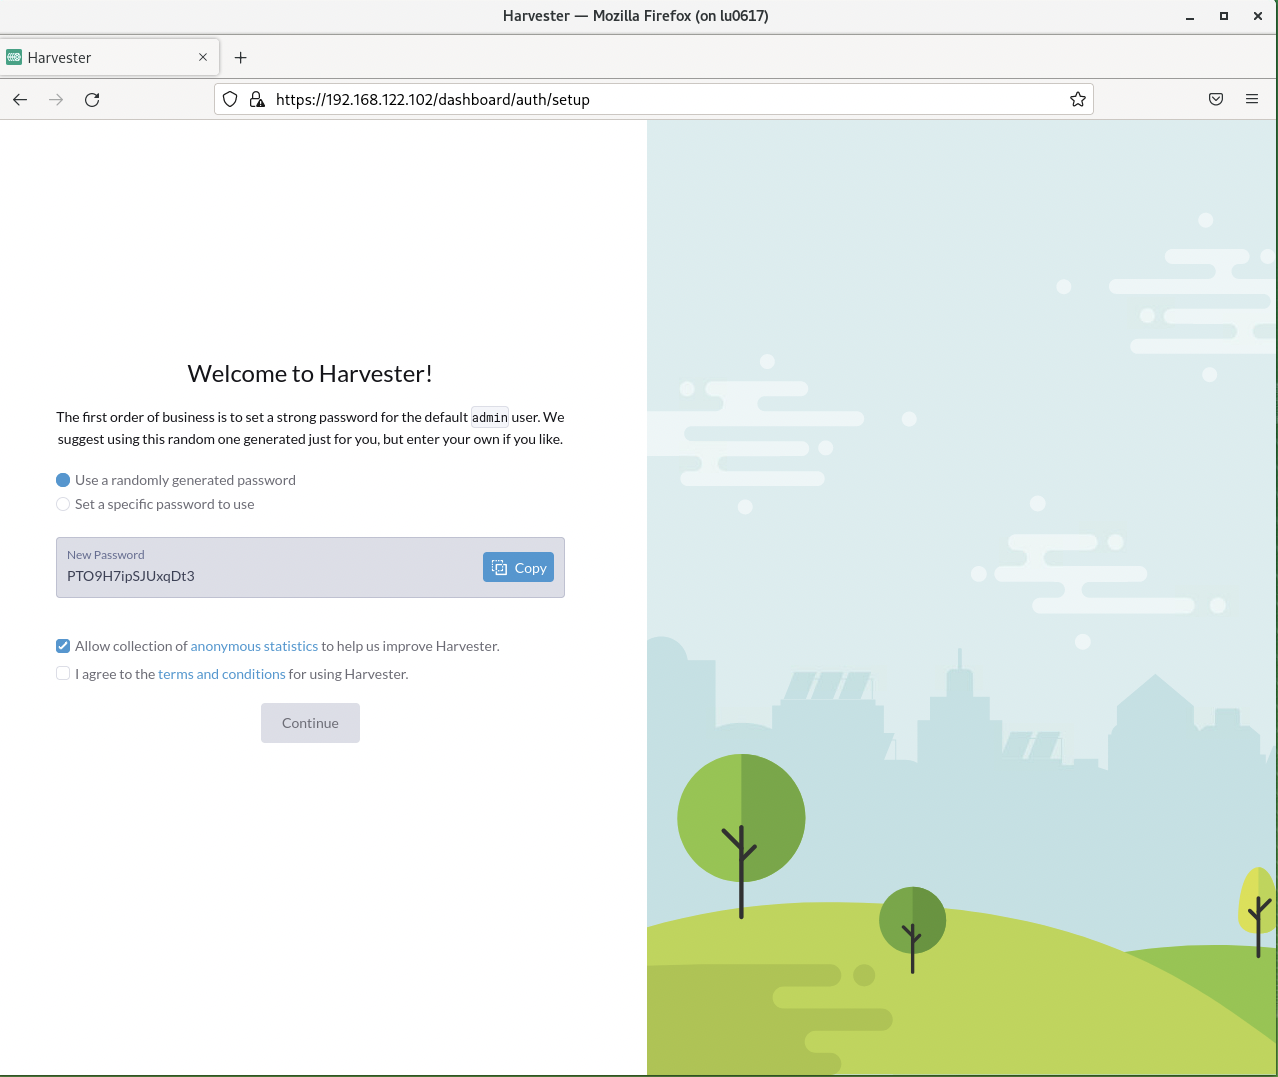 Harvester — Mozilla Firefox (on lu0617)
Harvester
https://192.168.122.102/dashboard/auth/setup
Welcome to Harvester!
The first order of business is to set a strong password for the default admin user. We
suggest using this random one generated just for you, but enter your own if you like.
Use a randomly generated password
Set a specific password to use
New Password
PTO9H7ipSJUxqDt3
Copy
Allow collection of anonymous statistics to help us improve Harvester.
I agree to the terms and conditions for using Harvester.
Continue